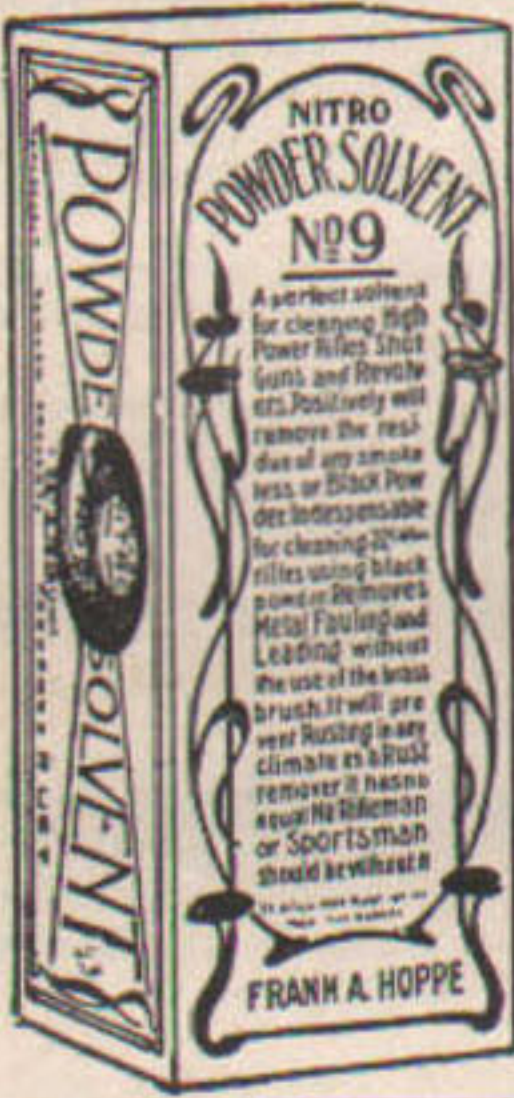 NITRO
POWDER SOLVENT
No 9
A perfect solvent
for cleaning High
Power Rifles Shot
Guns and Revolv
ers. Positively will
remove the resi
due of any smoke
less or Black Pow
der. Indespensable
for cleaning
rifles using black
powder. Removes
Metal Fouling and
Leading without
the use of the brass
brush. It will pre
vent Rusting in any
climate as a Rust
remover it has no
equal No Rifleman
or Sportsman
should be without it
FRANK A. HOPPE
POWDER SOLVENT